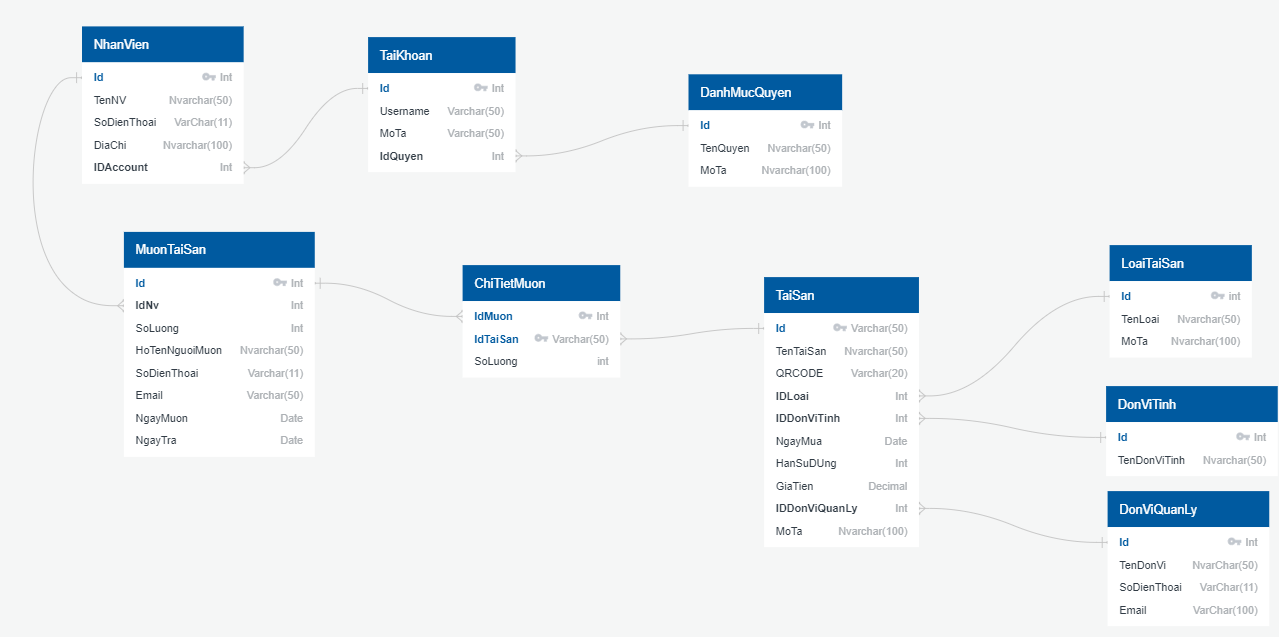 NhanVien
Id Int
TenNV Nvarchar(50)
SoDienThoai VarChar(11)
DiaChi Nvarchar(100)
IDAccount Int
TaiKhoan
Id Int
Username Varchar(50)
MoTa Varchar(50)
IdQuyen Int
DanhMucQuyen
Id Int
TenQuyen Nvarchar(50)
MoTa Nvarchar(100)
MuonTaiSan
Id Int
IdNv Int
SoLuong Int
HoTenNguoiMuon Nvarchar(50)
SoDienThoai Varchar(11)
Email Varchar(50)
NgayMuon Date
NgayTra Date
ChiTietMuon
IdMuon Int
IdTaiSan Varchar(50)
SoLuong int
TaiSan
Id Varchar(50)
TenTaiSan Nvarchar(50)
QRCODE Varchar(20)
IDLoai Int
IDDonViTinh Int
NgayMua Date
HanSuDUng Int
GiaTien Decimal
IDDonViQuanLy Int
MoTa Nvarchar(100)
LoaiTaiSan
Id int
TenLoai Nvarchar(50)
MoTa Nvarchar(100)
DonViTinh
Id Int
TenDonViTinh Nvarchar(50)
DonViQuanLy
Id Int
TenDonVi NvarChar(50)
SoDienThoai VarChar(11)
Email VarChar(100)